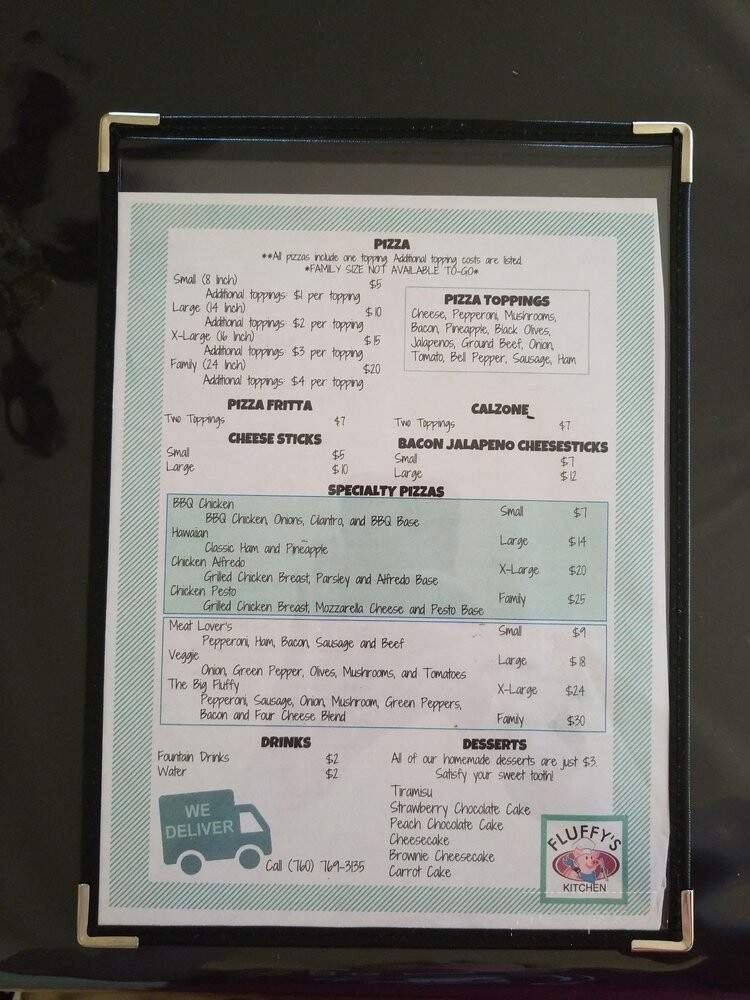 PIZZA
**All pizzas include one topping. Additional topping costs are listed.
*FAMILY SIZE NOT AVAILABLE TO-GO*
Small (8 Inch) $5
Additional toppings: $1 per topping
Large (14 Inch) $10
Additional toppings: $2 per topping
X-Large (16 Inch) $15
Additional toppings: $3 per topping
Family (24 Inch) $20
Additional toppings: $4 per topping
PIZZA TOPPINGS
Cheese, Pepperoni, Mushrooms,
Bacon, Pineapple, Black Olives,
Jalapenos, Ground Beef, Onion,
Tomato, Bell Pepper, Sausage, Ham
PIZZA FRITTA
Two Toppings $7
CALZONE
Two Toppings $7
CHEESE STICKS
Small $5
Large $10
BACON JALAPENO CHEESESTICKS
Small $7
Large $12
SPECIALTY PIZZAS
BBQ Chicken
BBQ Chicken, Onions, Cilantro, and BBQ Base
Hawaiian
Classic Ham and Pineapple
Chicken Alfredo
Grilled Chicken Breast, Parsley and Alfredo Base
Chicken Pesto
Grilled Chicken Breast, Mozzarella Cheese and Pesto Base
Small $7
Large $14
X-Large $20
Family $25
Meat Lover's
Pepperoni, Ham, Bacon, Sausage and Beef
Veggie
Onion, Green Pepper, Olives, Mushrooms, and Tomatoes
The Big Fluffy
Pepperoni, Sausage, Onion, Mushroom, Green Peppers,
Bacon and Four Cheese Blend
Small $9
Large $18
X-Large $24
Family $30
DRINKS
Fountain Drinks $2
Water $2
DESSERTS
All of our homemade desserts are just $3.
Satisfy your sweet tooth!
Tiramisu
Strawberry Chocolate Cake
Peach Chocolate Cake
Cheesecake
Brownie Cheesecake
Carrot Cake
WE
DELIVER
Call (760) 769-3135
FLUFFY'S
KITCHEN